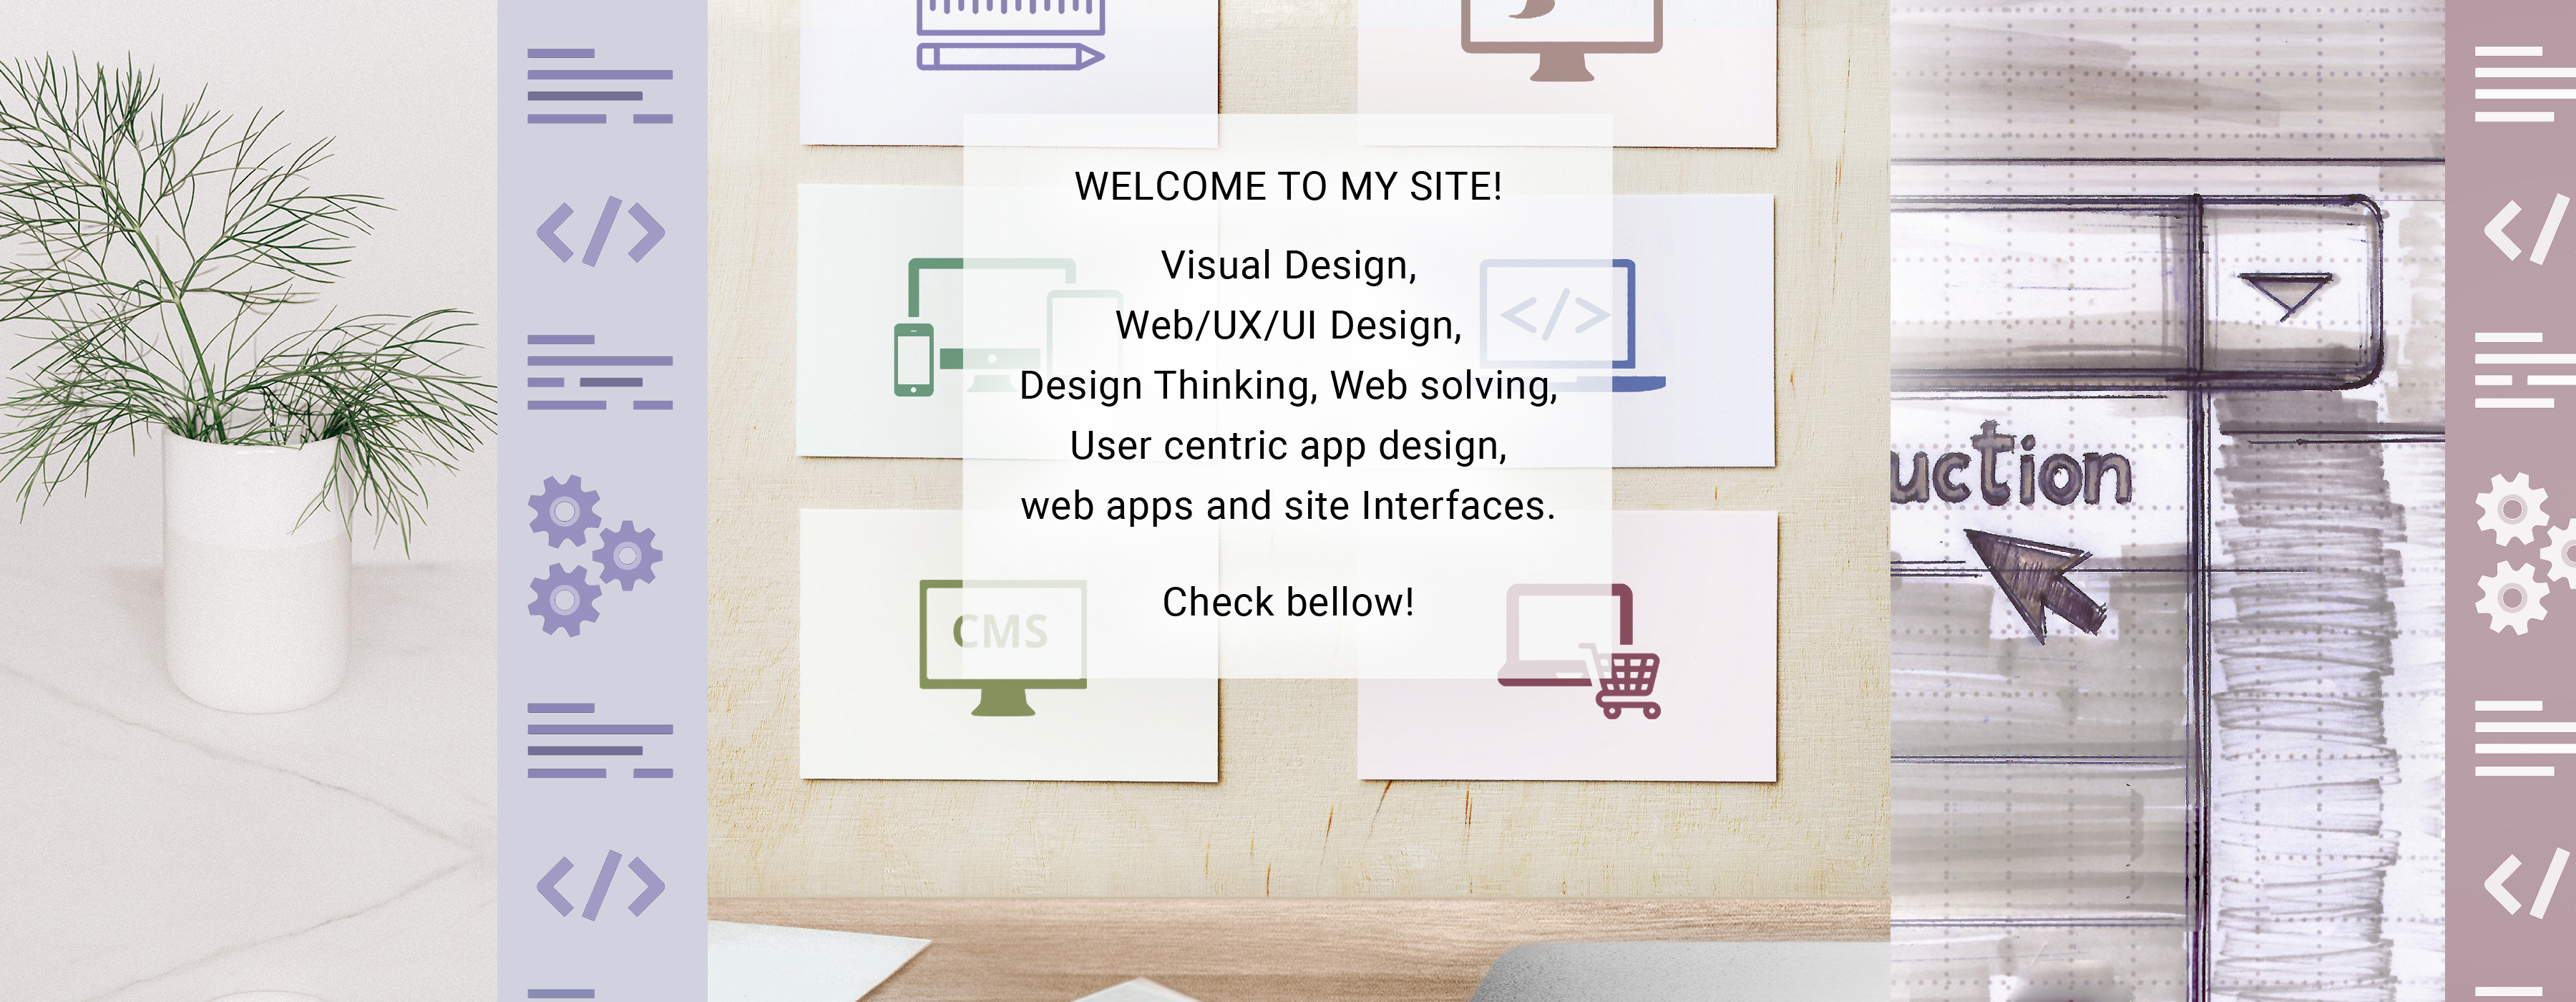 WELCOME TO MY SITE!
Visual Design,
Web/UX/UI Design,
Design Thinking, Web solving,
User centric app design,
web apps and site Interfaces.
Check bellow!
</>
CMS
uction
</>
</>
</
</